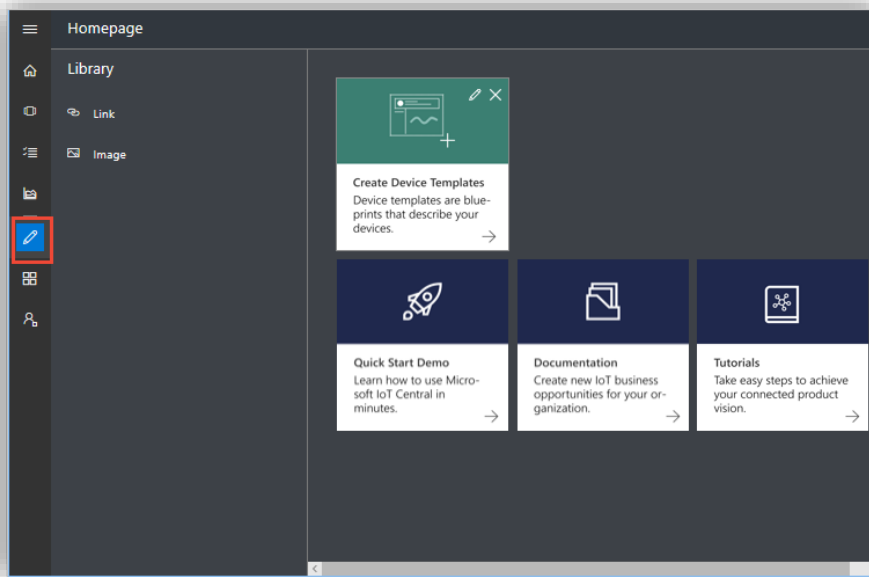 Homepage
Library
Link
Image
Create Device Templates
Device templates are blue-
prints that describe your
devices.
Quick Start Demo
Learn how to use Micro-
soft IoT Central in
minutes.
Documentation
Create new IoT business
opportunities for your or-
ganization.
Tutorials
Take easy steps to achieve
your connected product
vision.